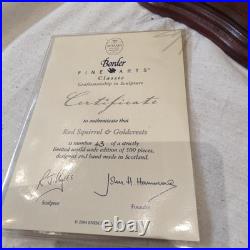 Border
FINE ARTS
Classic
Craftsmanship in Sculpture
Certificate
to authenticate that
Red Squirrel & Goldcrests
is number 43 of a strictly
limited world wide edition of 500 pieces,
designed and hand made in Scotland.
Sculptor
Founder
© 2004